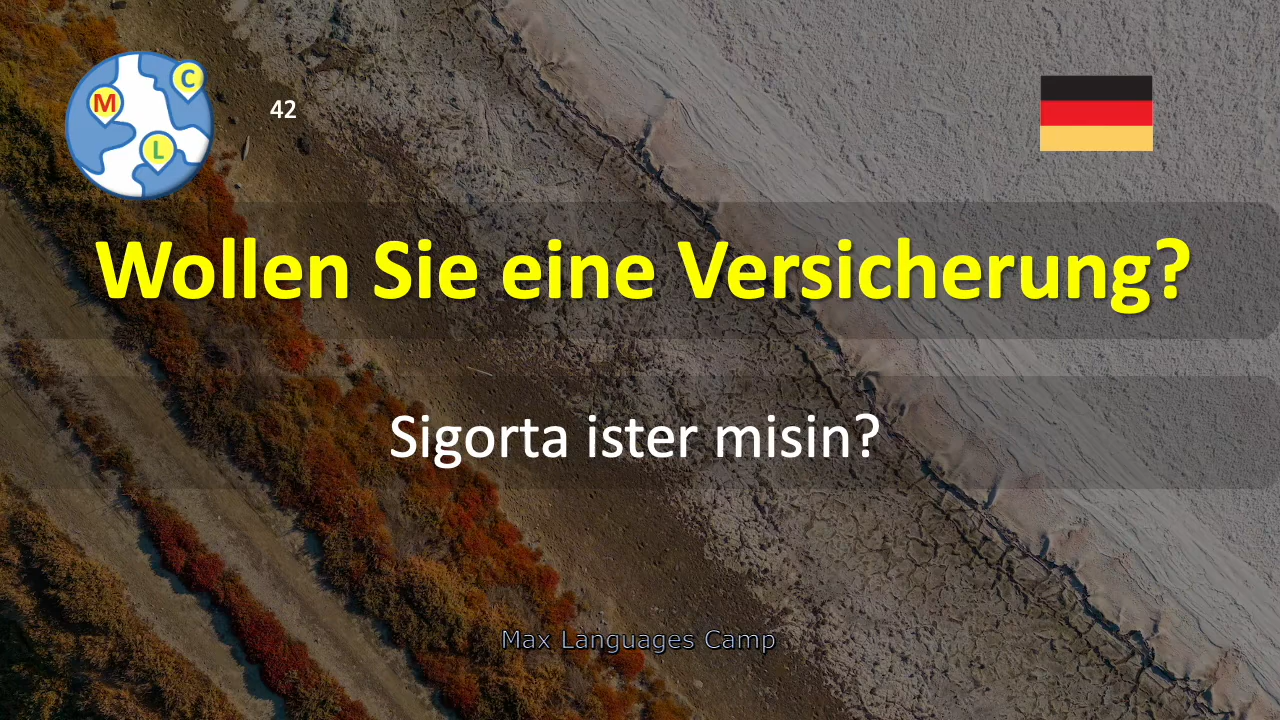 C
M
L
42
Wollen Sie eine Versicherung?
Sigorta ister misin?
Max Languages Camp